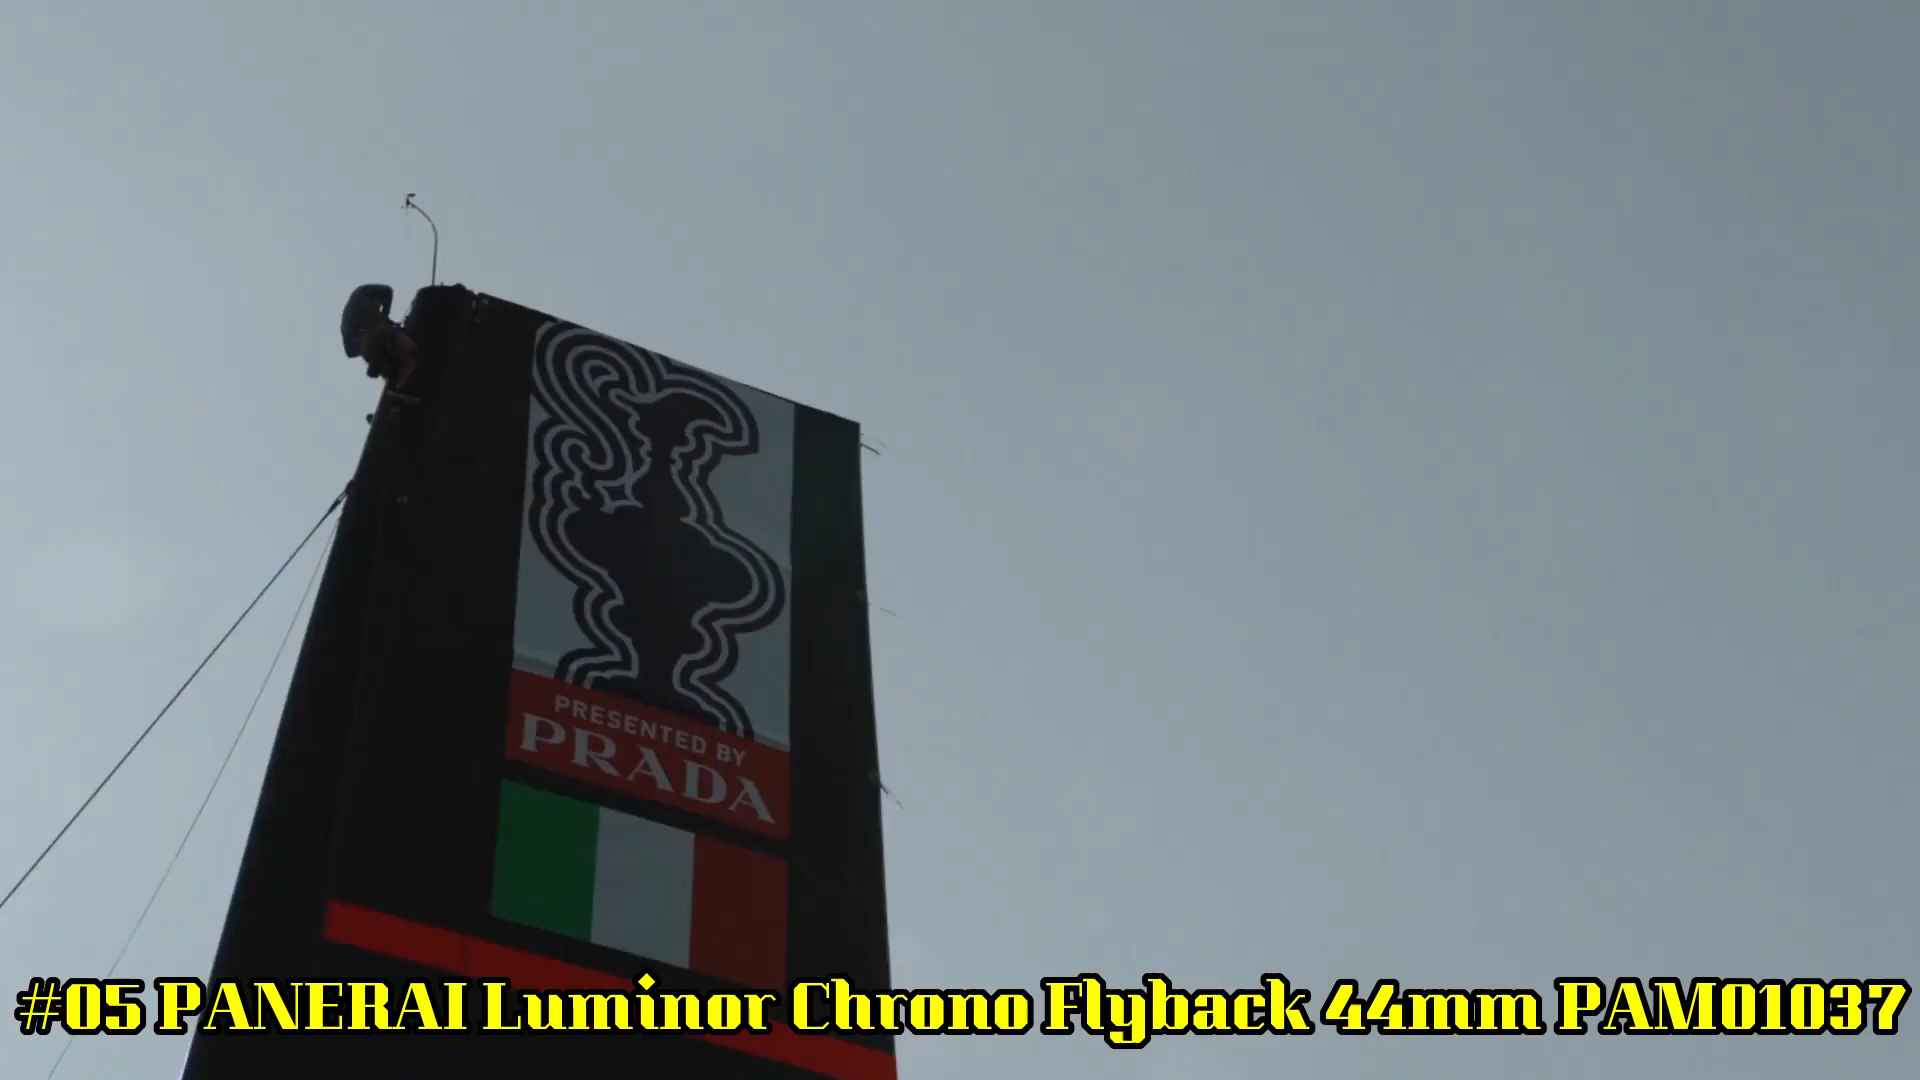 PRESENTED BY
PRADA
#05 PANERAI Luminor Chrono Flyback 44mm PAM01037